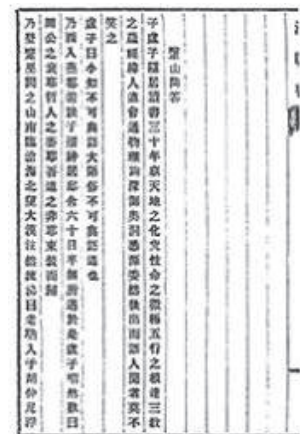 毉山問答
子虛子隱居讀書三十年窮天地之化究性命之微極五行之根達三敎
之蘊經緯人道會通物理鉤深測奧洞悉源委然後出而語人聞者莫不
笑之
虛子曰小知不可與語大陋俗不可與語道也
乃西入燕都遊談于搢紳居邸舍六十日卒無所遇於是虛子喟然歎曰
周公之衰耶哲人之萎耶吾道之非耶束裝而歸
乃登毉巫閭之山南臨滄海北望大漠泫然流涕曰老聃入于胡仲尼浮